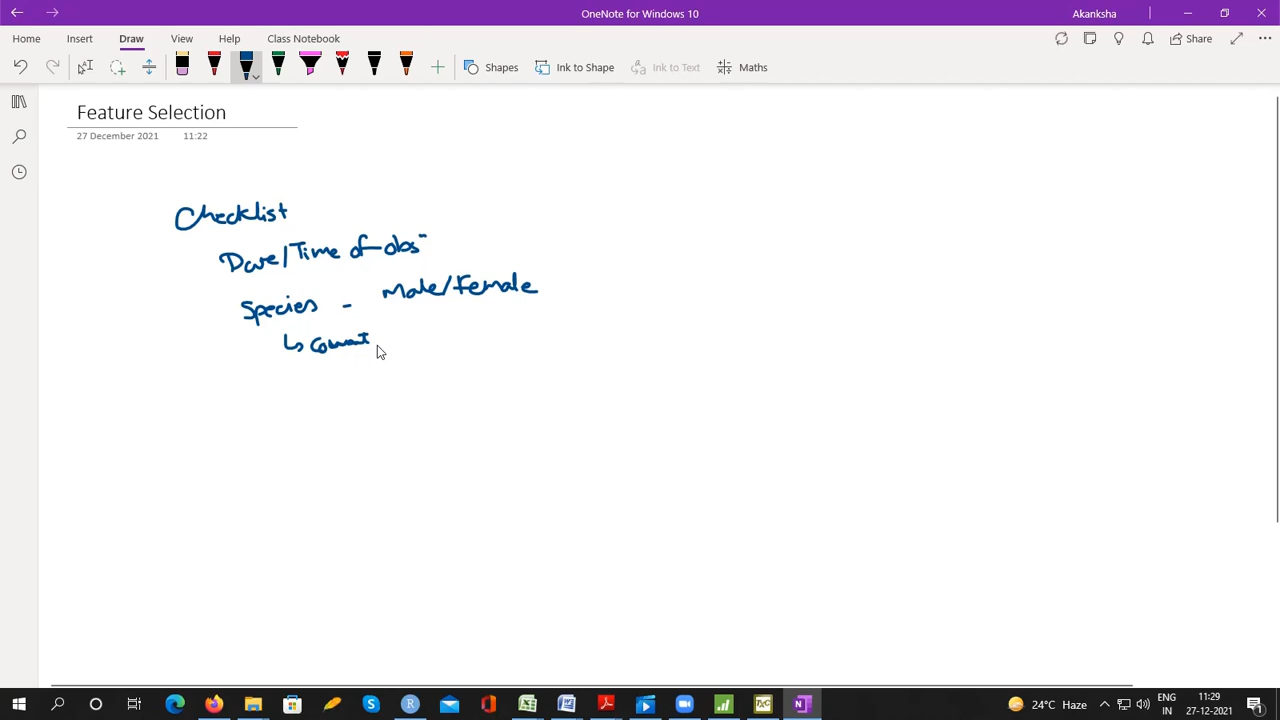 OneNote for Windows 10
Akanksha
Home Insert Draw View Help Class Notebook
Shapes Ink to Shape Ink to Text Maths Share
Feature Selection
27 December 2021 11:22
Checklist
Date/Time of obs
Species - Male/Female
↳ Count
24°C Haze
ENG
IN
11:29
27-12-2021